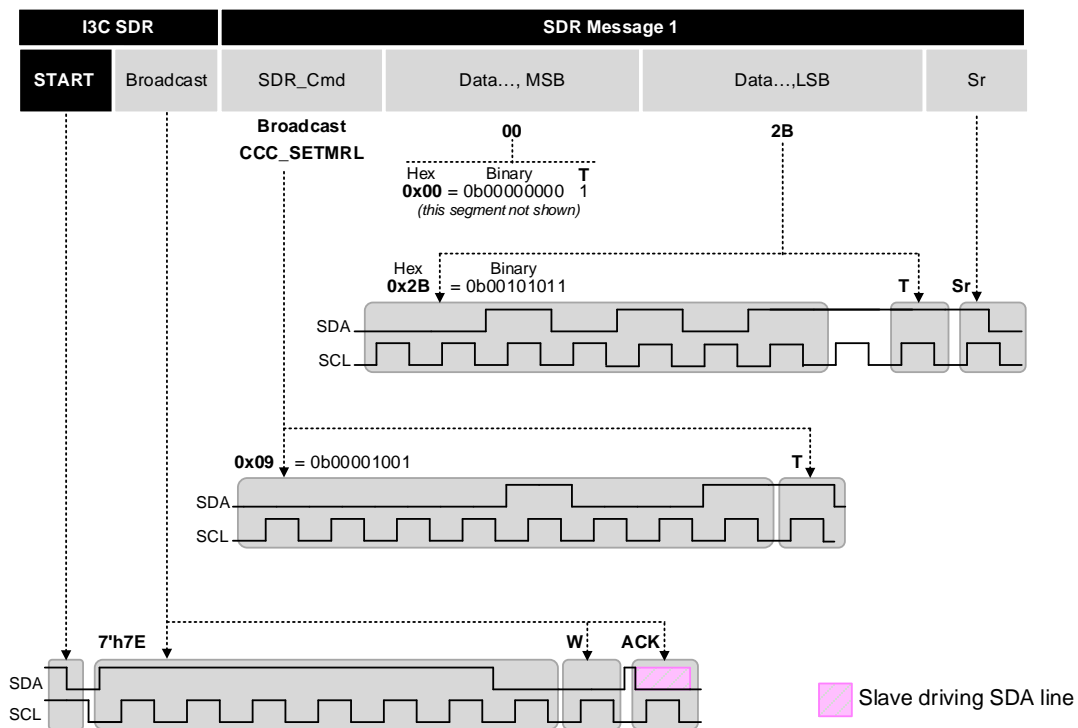 I3C SDR SDR Message 1
START Broadcast SDR_Cmd Data..., MSB Data...,LSB Sr
Broadcast
CCC_SETMRL
00 2B
Hex Binary T
0x00 = 0b00000000 1
(this segment not shown)
Hex Binary
0x2B = 0b00101011 T Sr
SDA
SCL
0x09 = 0b00001001 T
SDA
SCL
7'h7E W ACK
SDA
SCL
Slave driving SDA line